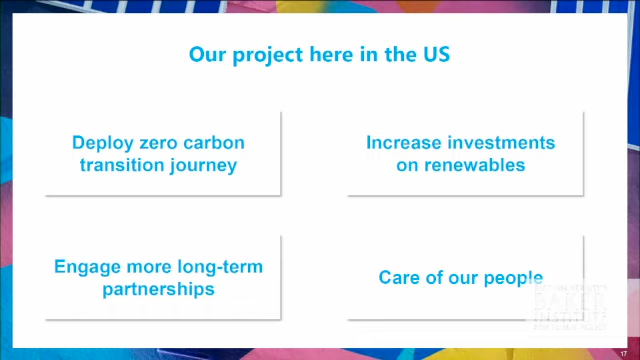 Our project here in the US
Deploy zero carbon
transition journey
Increase investments
on renewables
Engage more long-term
partnerships
Care of our people
BAKER
INSTITUTE
17